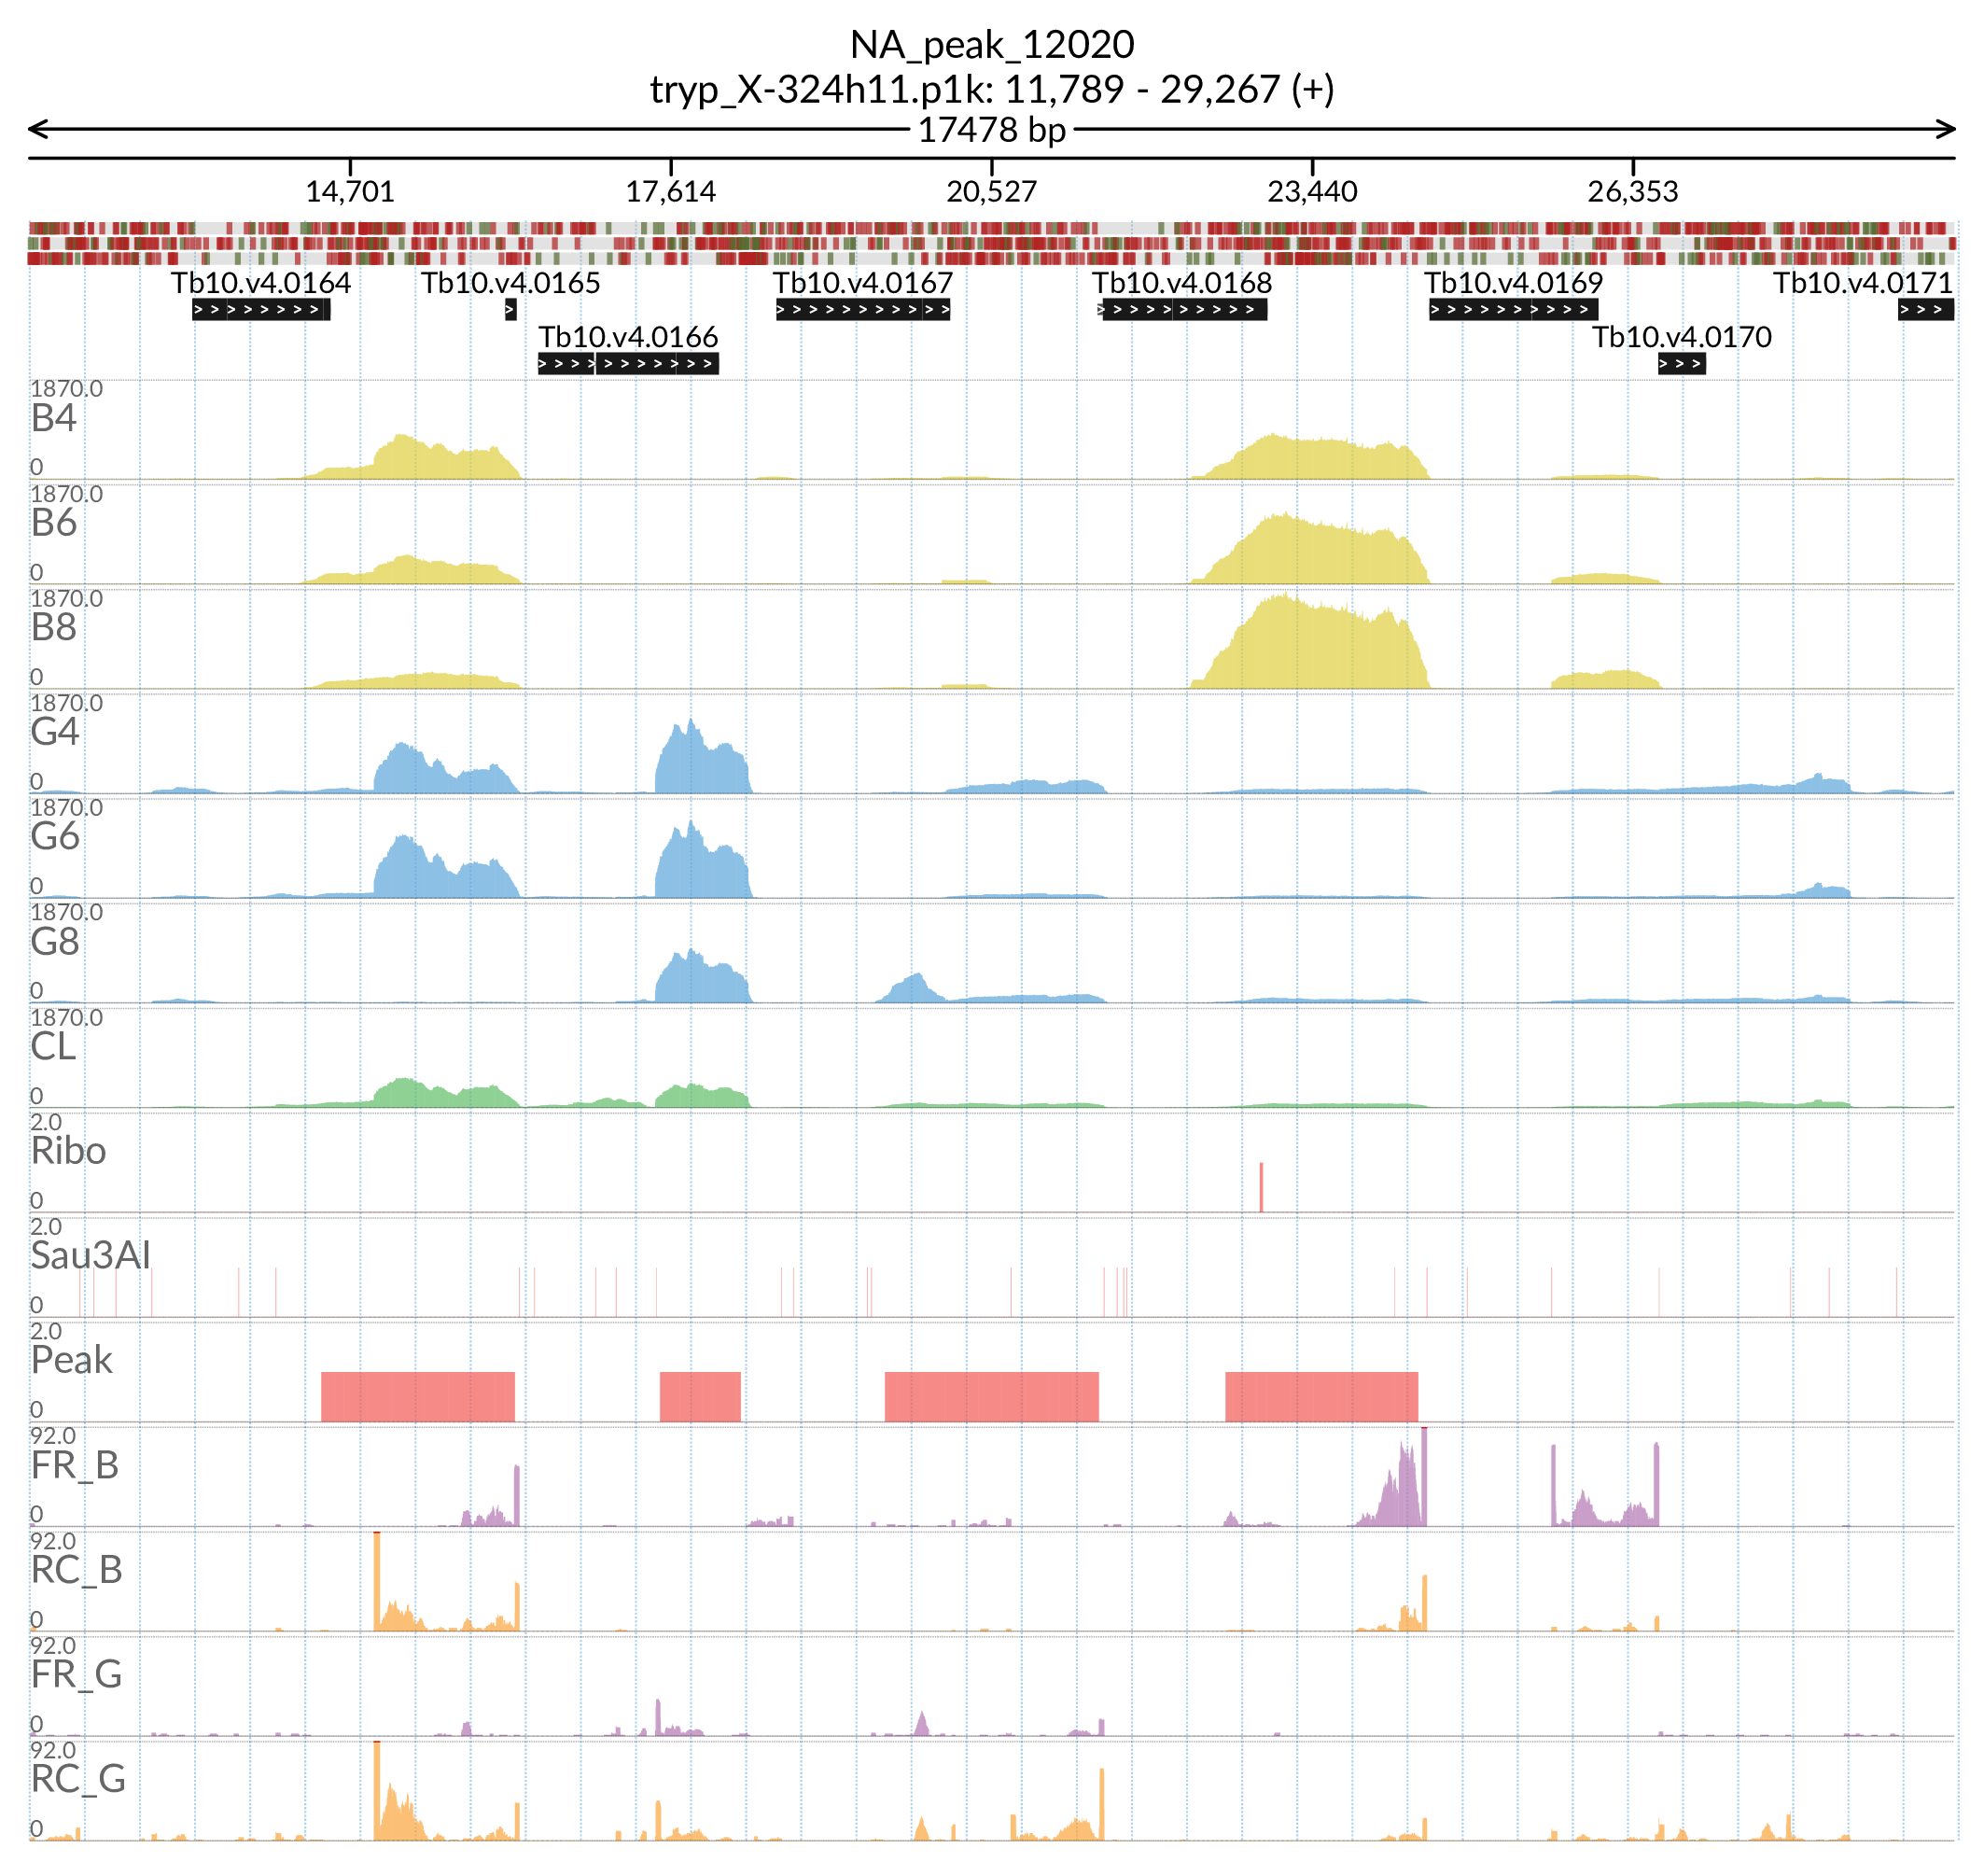 NA_peak_12020
tryp_X-324h11.p1k: 11,789 - 29,267 (+)
17478 bp
14,701 17,614 20,527 23,440 26,353
Tb10.v4.0164 Tb10.v4.0165 Tb10.v4.0167 Tb10.v4.0168 Tb10.v4.0169 Tb10.v4.0171
Tb10.v4.0166 Tb10.v4.0170
1870.0
B4
0
1870.0
B6
0
1870.0
B8
0
1870.0
G4
0
1870.0
G6
0
1870.0
G8
0
1870.0
CL
0
2.0
Ribo
0
2.0
Sau3AI
0
2.0
Peak
0
92.0
FR_B
0
92.0
RC_B
0
92.0
FR_G
0
92.0
RC_G
0